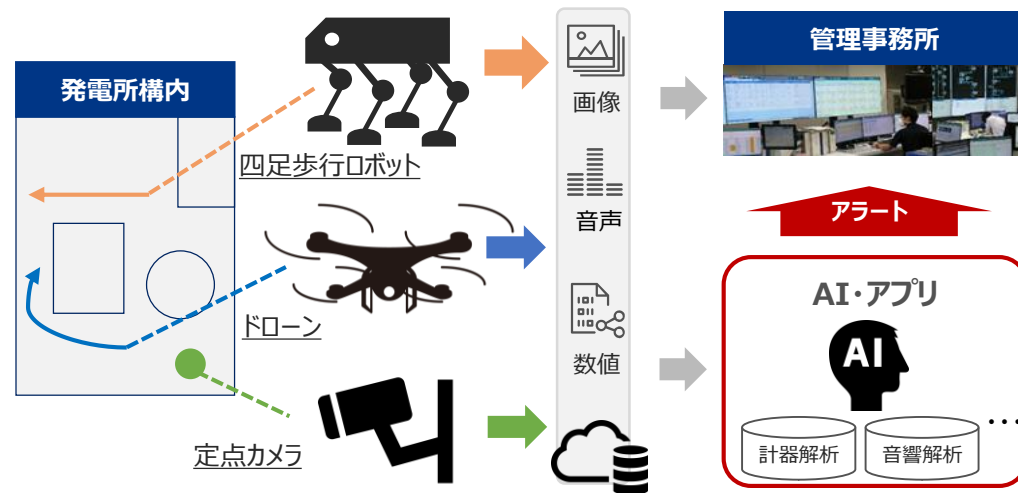 発電所構内
四足歩行ロボット
ドローン
定点カメラ
画像
音声
数値
管理事務所
アラート
AI・アプリ
AI
計器解析
音響解析
…